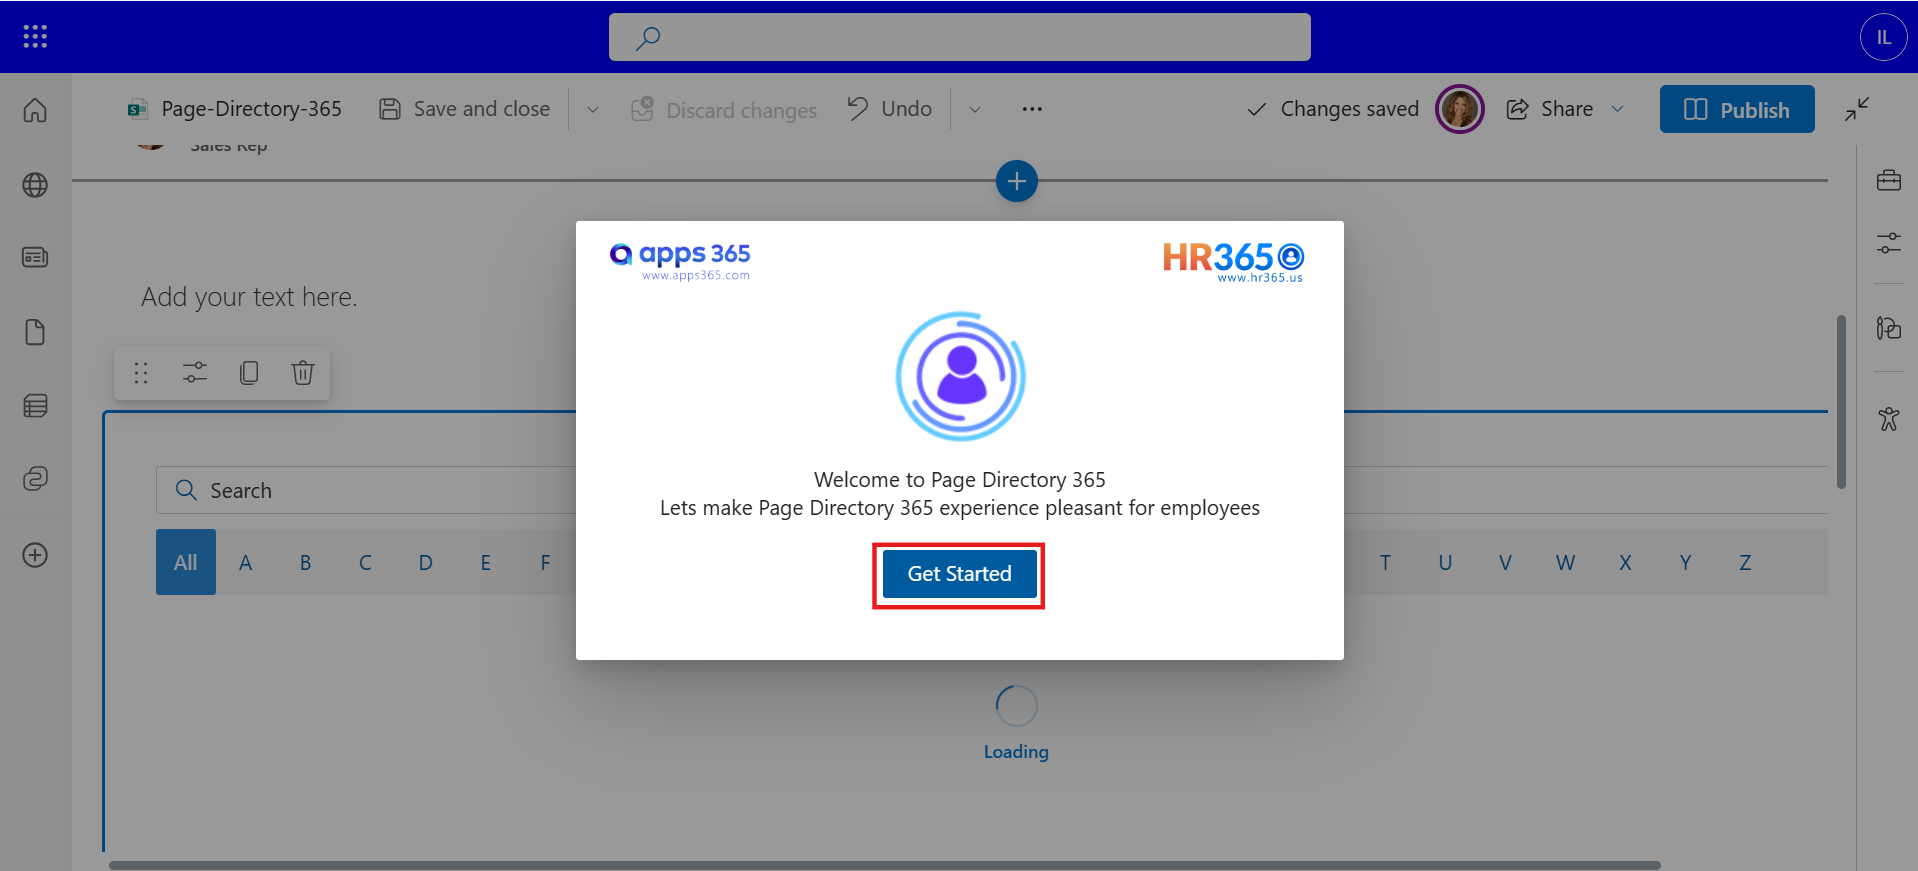 IL
Page-Directory-365
Save and close
Discard changes
Undo
Changes saved
Share
Publish
Sales Rep
Add your text here.
apps 365
www.apps365.com
HR365
www.hr365.us
Welcome to Page Directory 365
Lets make Page Directory 365 experience pleasant for employees
Get Started
Search
All A B C D E F T U V W X Y Z
Loading